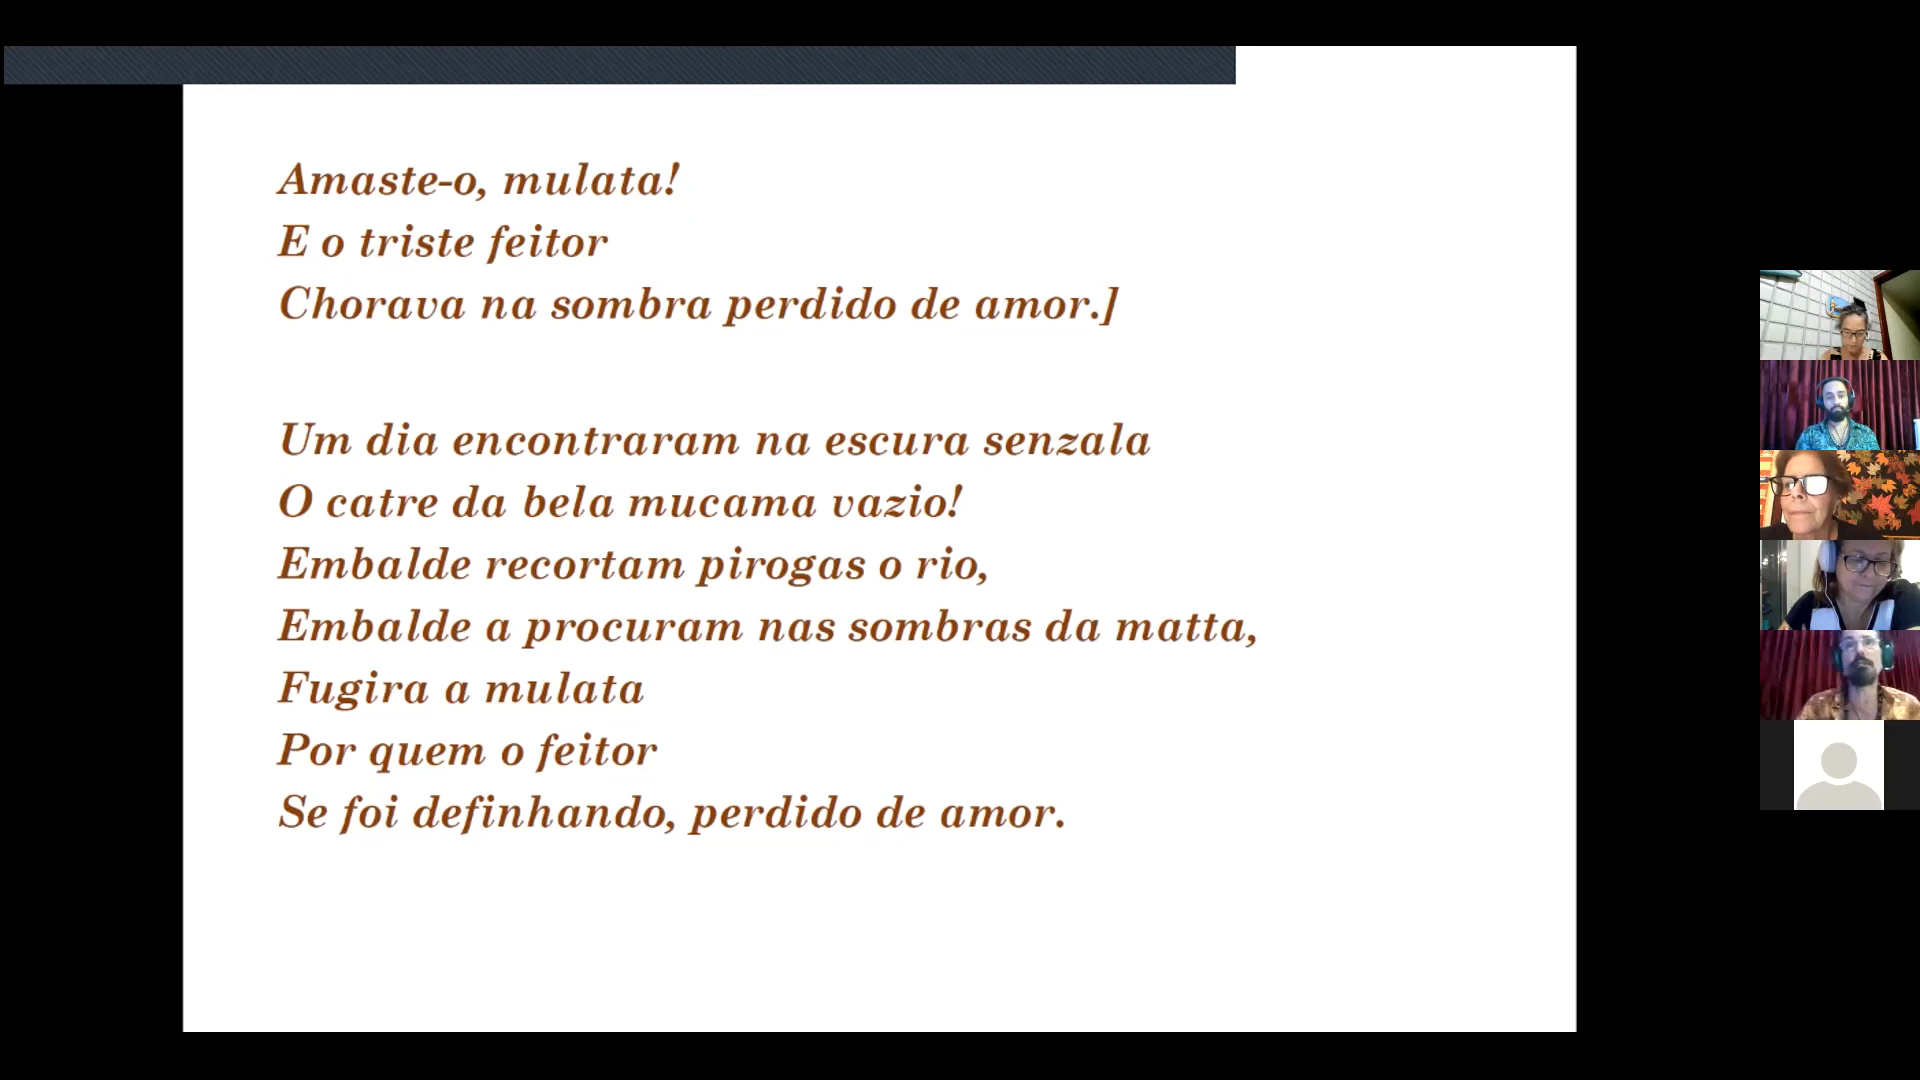 Amaste-o, mulata!
E o triste feitor
Chorava na sombra perdido de amor.]
Um dia encontraram na escura senzala
O catre da bela mucama vazio!
Embalde recortam pirogas o rio,
Embalde a procuram nas sombras da matta,
Fugira a mulata
Por quem o feitor
Se foi definhando, perdido de amor.